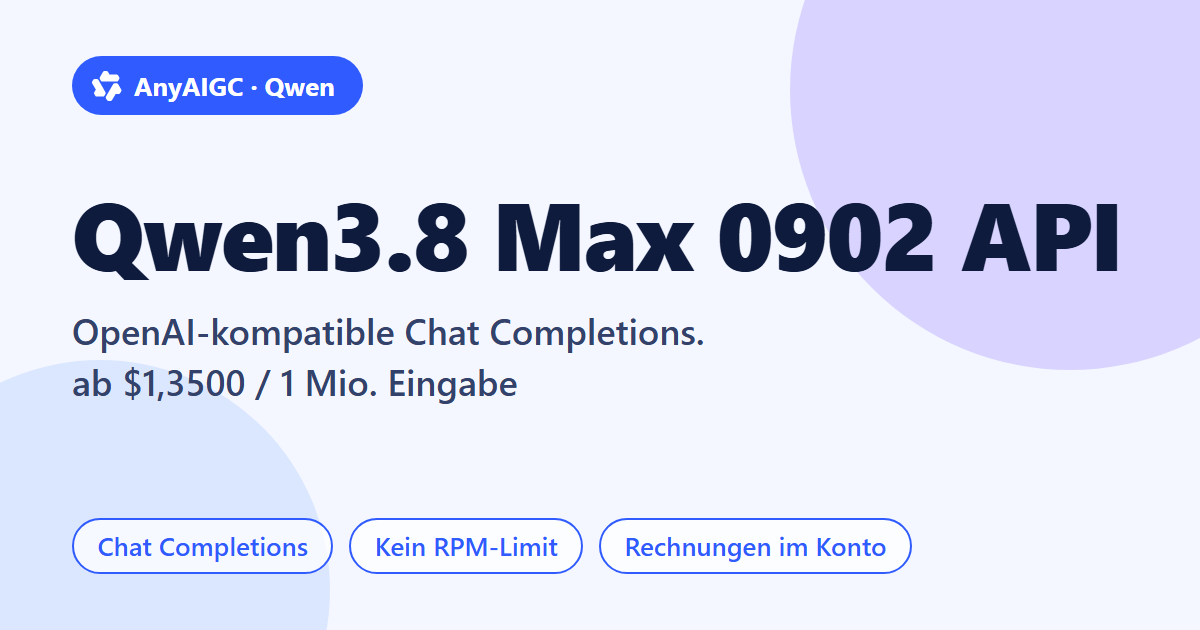 AnyAIGC · Qwen
Qwen3.8 Max 0902 API
OpenAI-kompatible Chat Completions.
ab $1,3500 / 1 Mio. Eingabe
Chat Completions
Kein RPM-Limit
Rechnungen im Konto